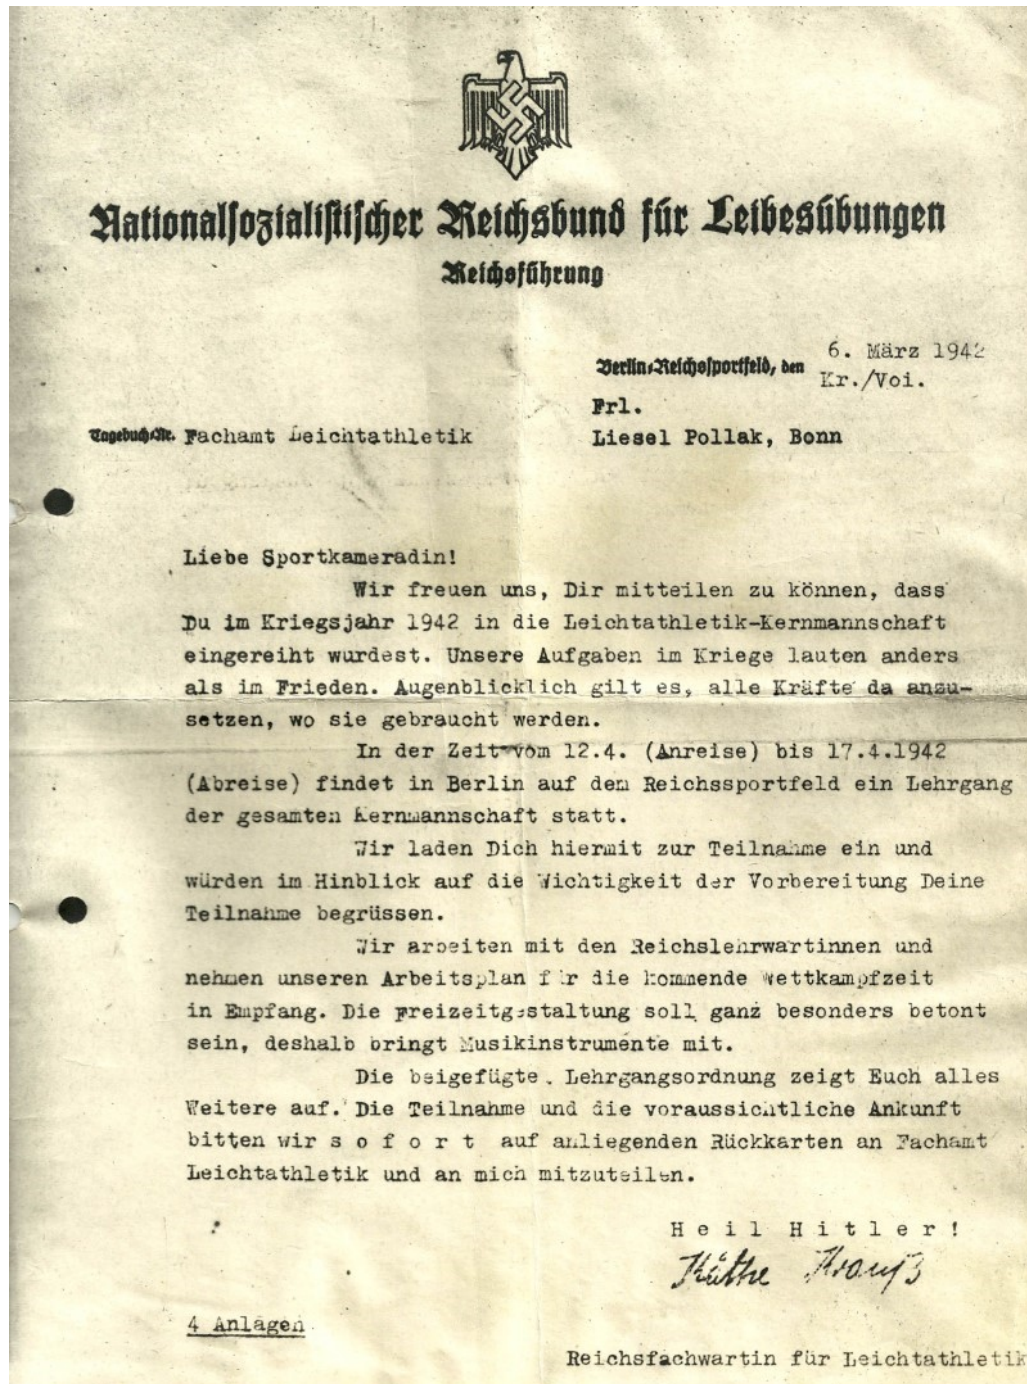 Nationalsozialistischer Reichsbund für Leibesübungen
Reichsführung
Berlin-Reichssportfeld, den 6. März 1942
Kr./Voi.
Frl.
Tagebuch-Nr. Fachamt Leichtathletik Liesel Pollak, Bonn
Liebe Sportkameradin!
Wir freuen uns, Dir mitteilen zu können, dass
Du im Kriegsjahr 1942 in die Leichtathletik-Kernmannschaft
eingereiht wurdest. Unsere Aufgaben im Kriege lauten anders
als im Frieden. Augenblicklich gilt es, alle Kräfte da anzu-
setzen, wo sie gebraucht werden.
In der Zeit vom 12.4. (Anreise) bis 17.4.1942
(Abreise) findet in Berlin auf dem Reichssportfeld ein Lehrgang
der gesamten Kernmannschaft statt.
Wir laden Dich hiermit zur Teilnahme ein und
würden im Hinblick auf die Wichtigkeit der Vorbereitung Deine
Teilnahme begrüssen.
Wir arbeiten mit den Reichslehrwartinnen und
nehmen unseren Arbeitsplan für die kommende Wettkampfzeit
in Empfang. Die Freizeitgestaltung soll ganz besonders betont
sein, deshalb bringt Musikinstrumente mit.
Die beigefügte Lehrgangsordnung zeigt Euch alles
Weitere auf. Die Teilnahme und die voraussichtliche Ankunft
bitten wir s o f o r t auf anliegenden Rückkarten an Fachamt
Leichtathletik und an mich mitzuteilen.
H e i l  H i t l e r !
Käthe Krauß
4 Anlagen
Reichsfachwartin für Leichtathletik